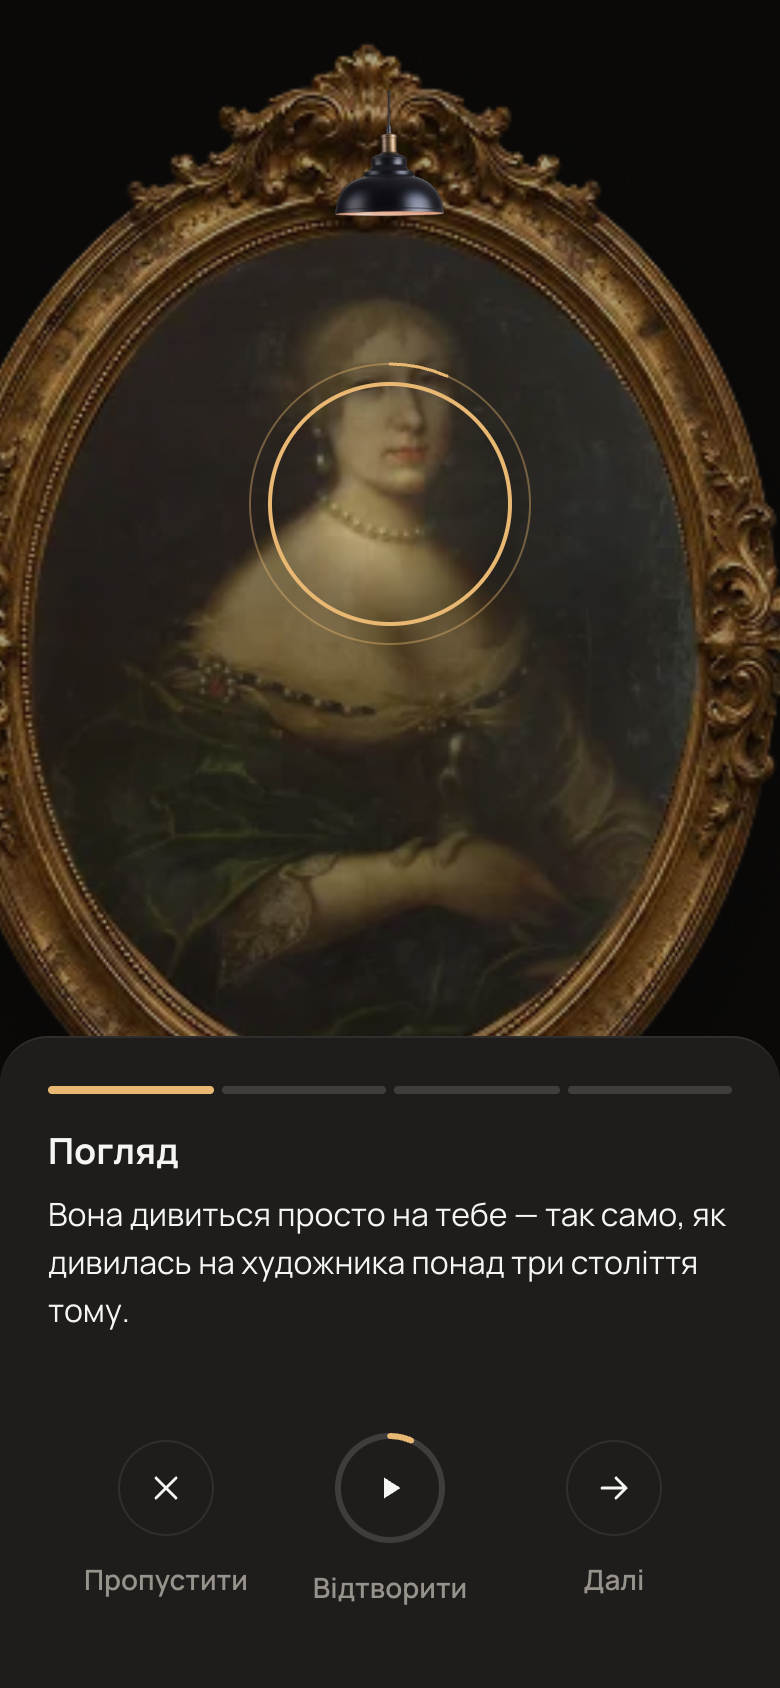 Погляд
Вона дивиться просто на тебе — так само, як
дивилась на художника понад три століття
тому.
Пропустити
Відтворити
Далі